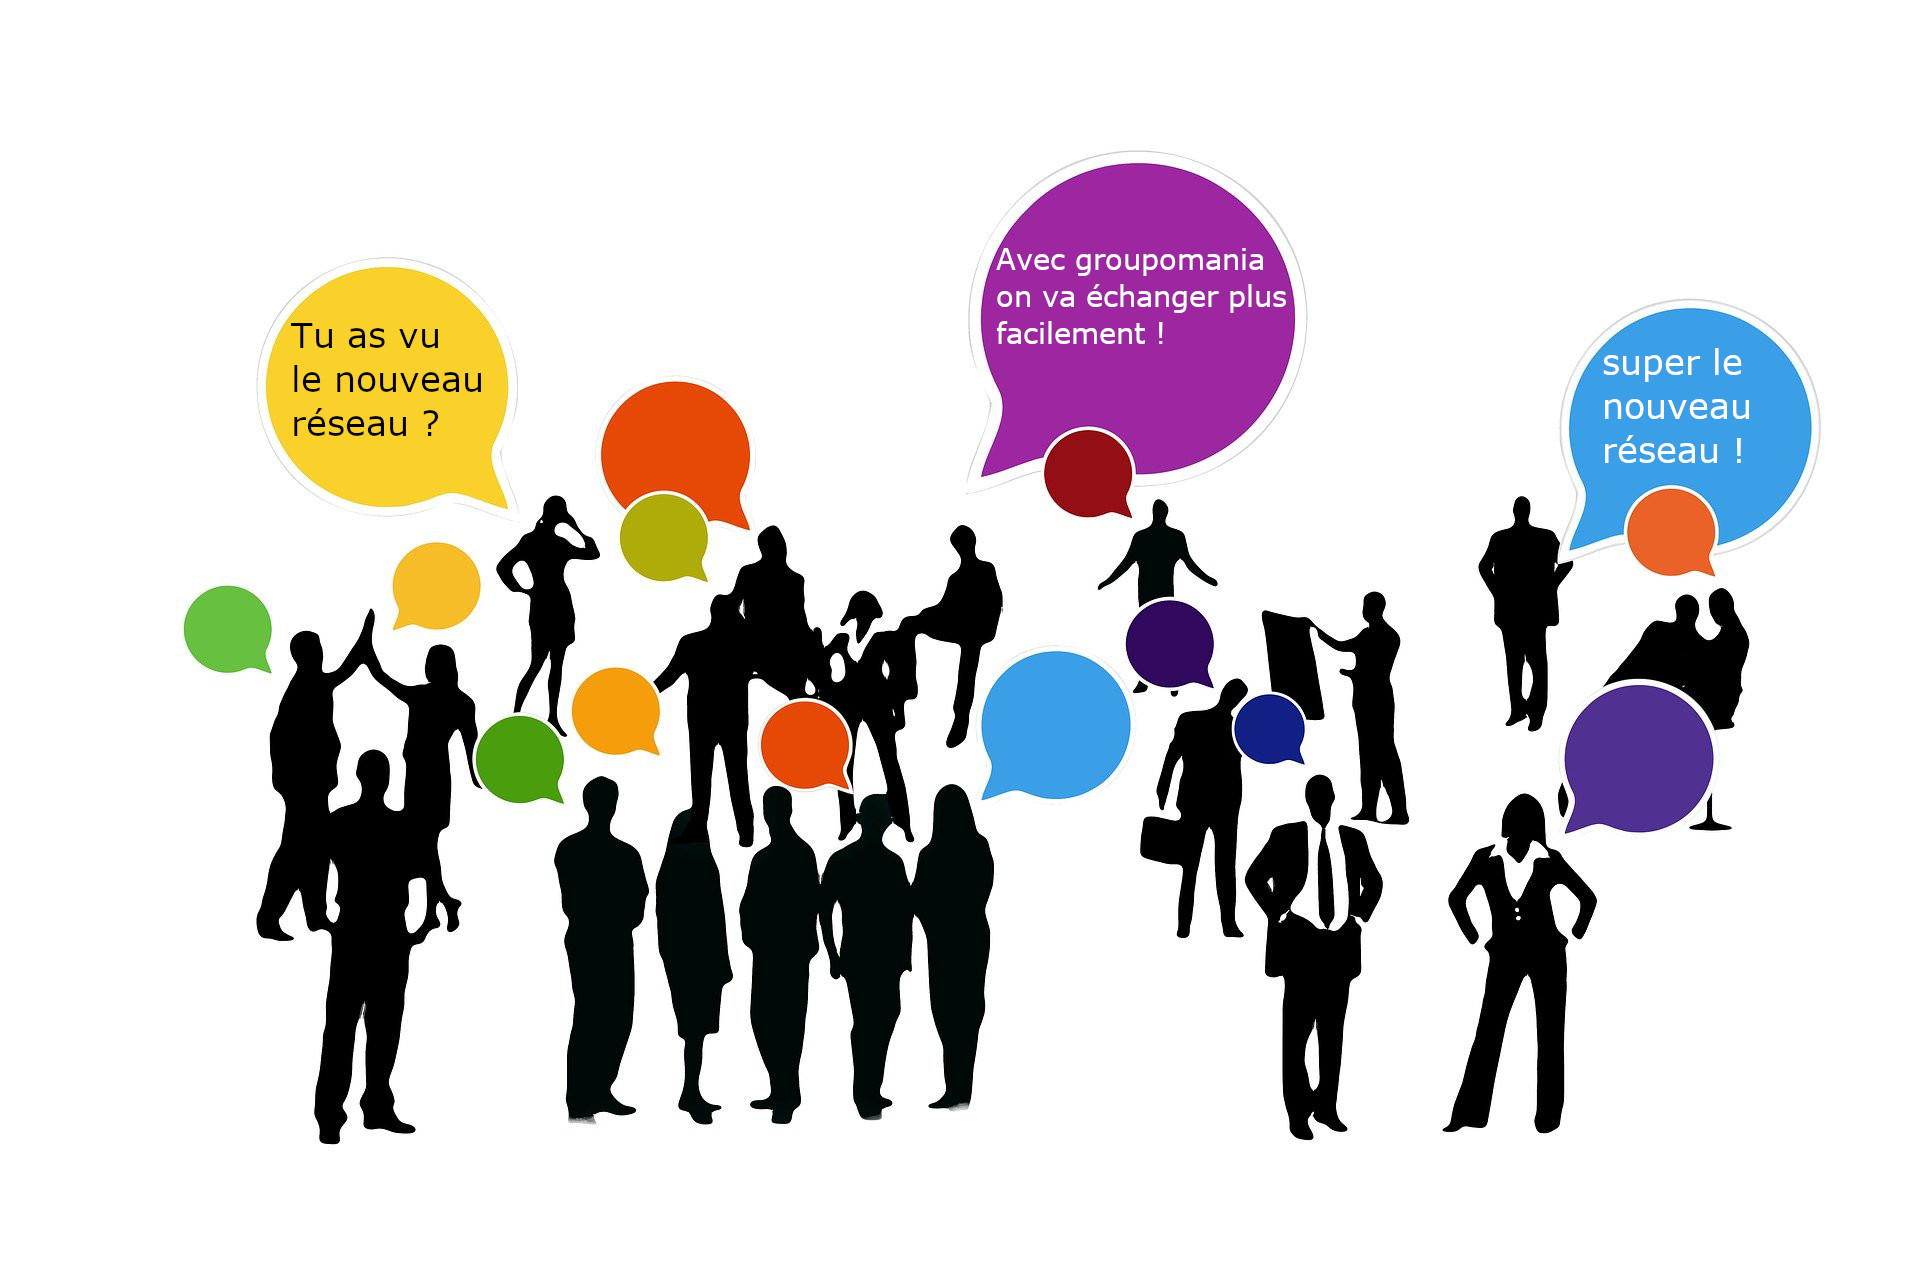 Tu as vu
le nouveau
réseau ?
Avec groupomania
on va échanger plus
facilement !
super le
nouveau
réseau !